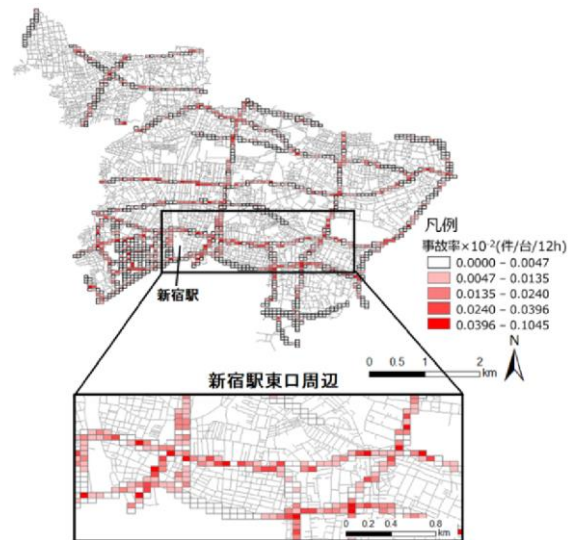 凡例
事故率×10⁻²(件/台/12h)
0.0000 – 0.0047
0.0047 – 0.0135
0.0135 – 0.0240
0.0240 – 0.0396
0.0396 – 0.1045
新宿駅
N
0 0.5 1 2
km
新宿駅東口周辺
0 0.2 0.4 0.8
km